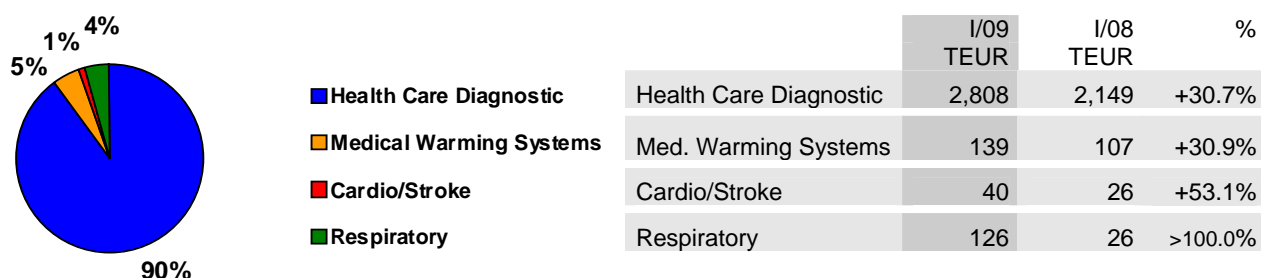 4%
1%
5%
90%
Health Care Diagnostic
Medical Warming Systems
Cardio/Stroke
Respiratory
I/09 I/08 %
TEUR TEUR
Health Care Diagnostic 2,808 2,149 +30.7%
Med. Warming Systems 139 107 +30.9%
Cardio/Stroke 40 26 +53.1%
Respiratory 126 26 >100.0%